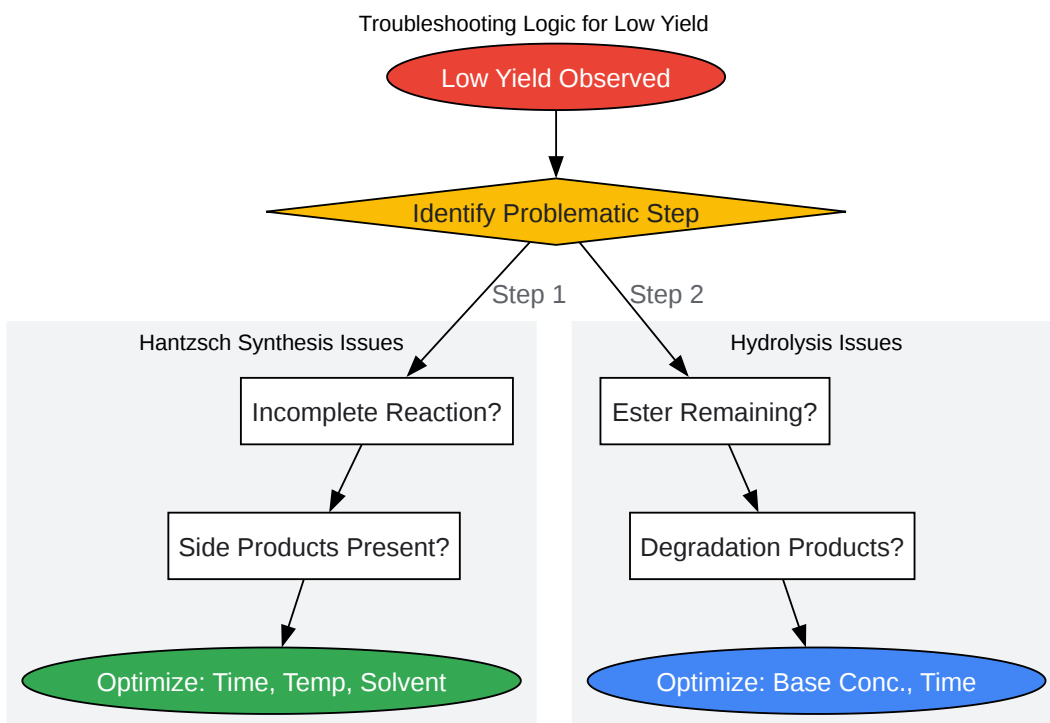 Troubleshooting Logic for Low Yield
Low Yield Observed
Identify Problematic Step
Step 1
Step 2
Hantzsch Synthesis Issues
Incomplete Reaction?
Side Products Present?
Optimize: Time, Temp, Solvent
Hydrolysis Issues
Ester Remaining?
Degradation Products?
Optimize: Base Conc., Time